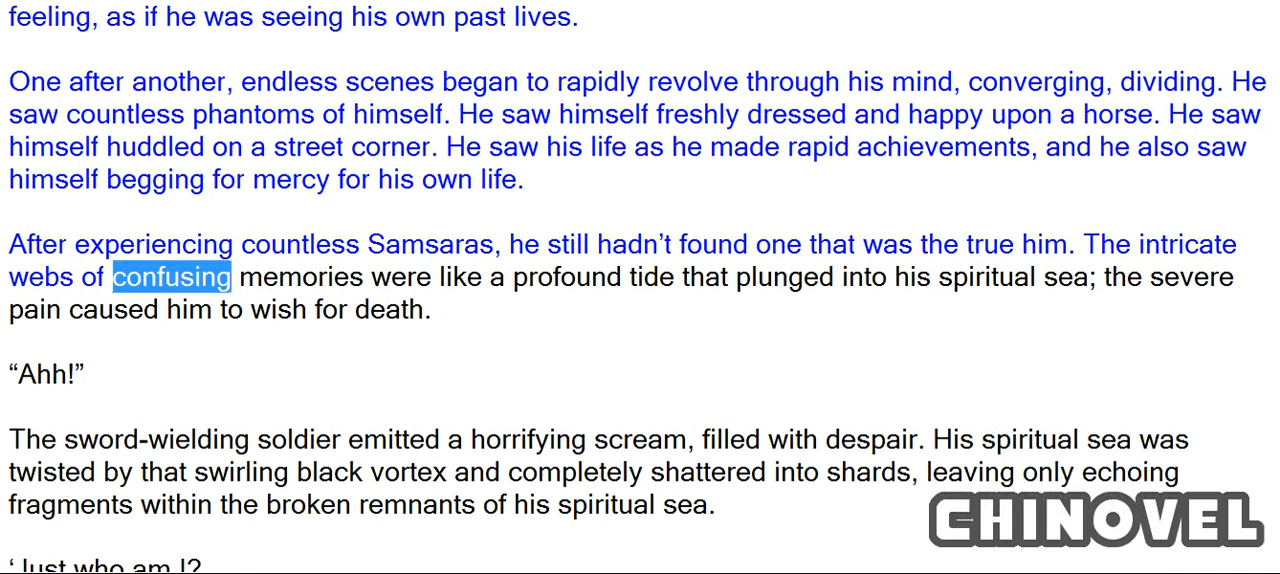 feeling, as if he was seeing his own past lives.
One after another, endless scenes began to rapidly revolve through his mind, converging, dividing. He
saw countless phantoms of himself. He saw himself freshly dressed and happy upon a horse. He saw
himself huddled on a street corner. He saw his life as he made rapid achievements, and he also saw
himself begging for mercy for his own life.
After experiencing countless Samsaras, he still hadn’t found one that was the true him. The intricate
webs of confusing memories were like a profound tide that plunged into his spiritual sea; the severe
pain caused him to wish for death.
“Ahh!”
The sword-wielding soldier emitted a horrifying scream, filled with despair. His spiritual sea was
twisted by that swirling black vortex and completely shattered into shards, leaving only echoing
fragments within the broken remnants of his spiritual sea.
CHINOVEL
‘Just who am I?